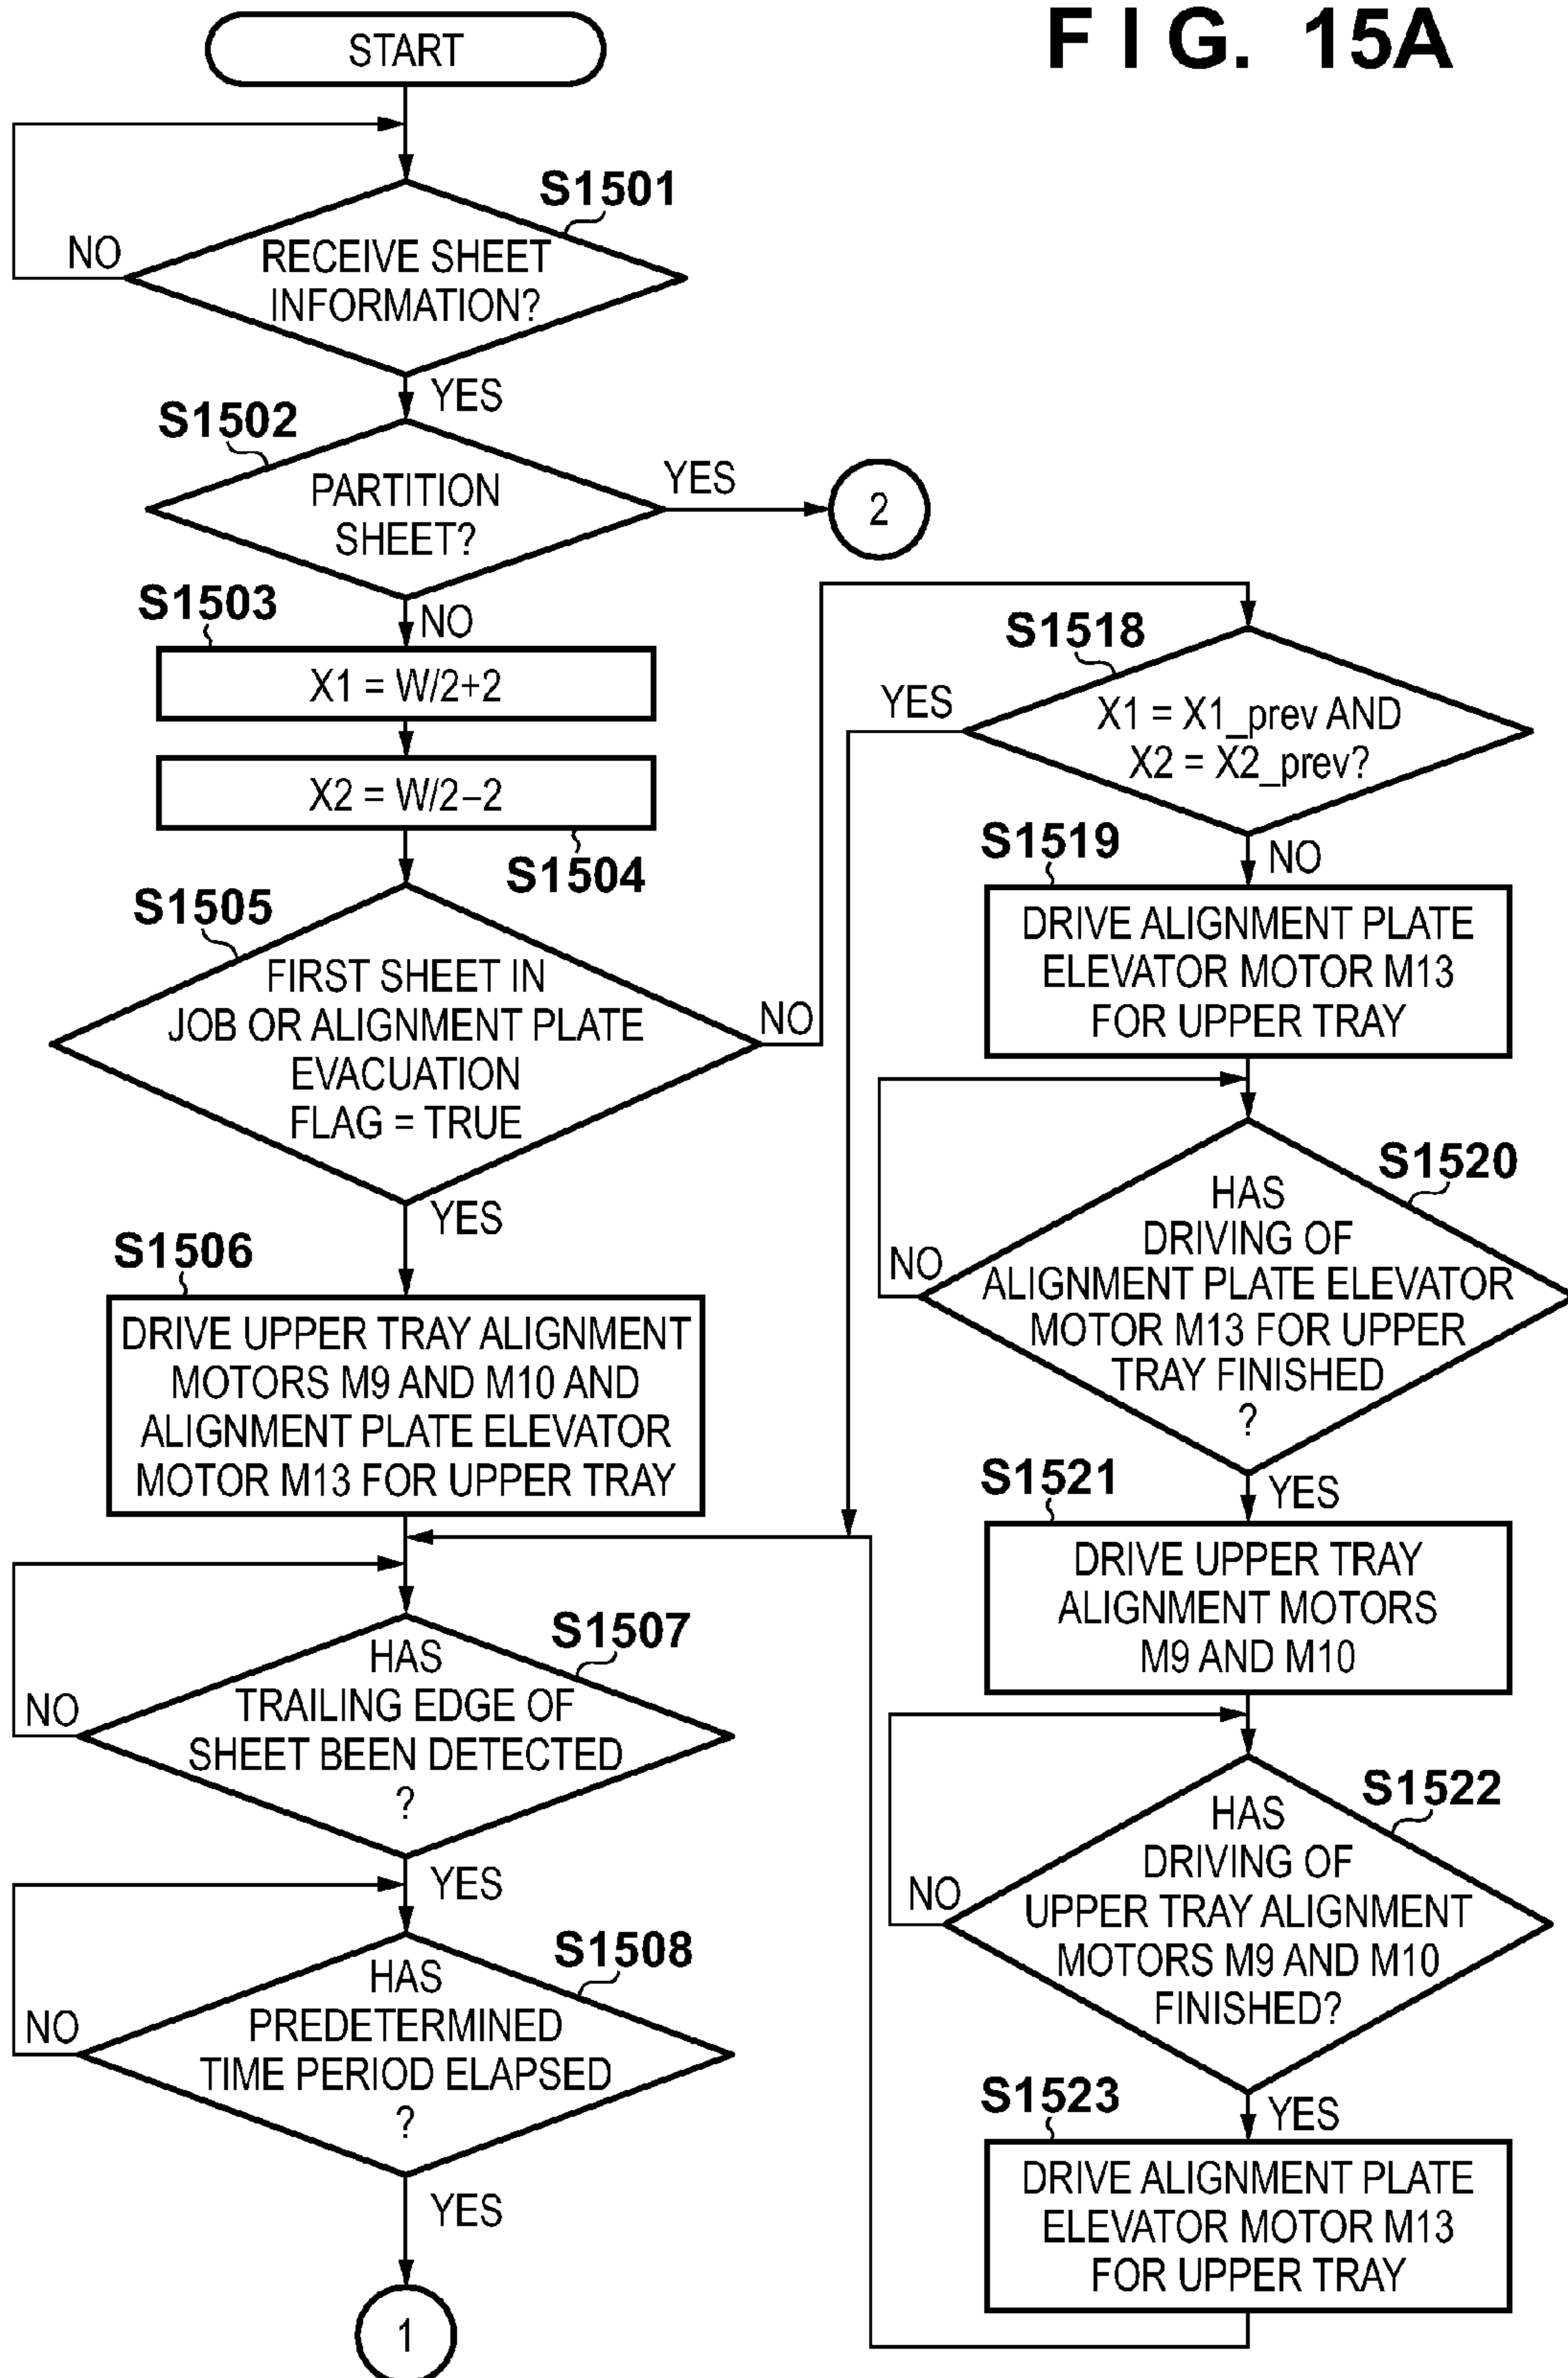 FIG. 15A
START
S1501
NO
RECEIVE SHEET
INFORMATION?
YES
S1502
PARTITION
SHEET?
YES
2
NO
S1503
X1 = W/2+2
X2 = W/2−2
S1504
S1505
FIRST SHEET IN
JOB OR ALIGNMENT PLATE
EVACUATION
FLAG = TRUE
NO
YES
S1506
DRIVE UPPER TRAY ALIGNMENT
MOTORS M9 AND M10 AND
ALIGNMENT PLATE ELEVATOR
MOTOR M13 FOR UPPER TRAY
S1507
HAS
TRAILING EDGE OF
SHEET BEEN DETECTED
?
NO
YES
S1508
HAS
PREDETERMINED
TIME PERIOD ELAPSED
?
NO
YES
1
S1518
YES
X1 = X1_prev AND
X2 = X2_prev?
NO
S1519
DRIVE ALIGNMENT PLATE
ELEVATOR MOTOR M13
FOR UPPER TRAY
S1520
HAS
DRIVING OF
ALIGNMENT PLATE ELEVATOR
MOTOR M13 FOR UPPER
TRAY FINISHED
?
NO
YES
S1521
DRIVE UPPER TRAY
ALIGNMENT MOTORS
M9 AND M10
S1522
HAS
DRIVING OF
UPPER TRAY ALIGNMENT
MOTORS M9 AND M10
FINISHED?
NO
YES
S1523
DRIVE ALIGNMENT PLATE
ELEVATOR MOTOR M13
FOR UPPER TRAY